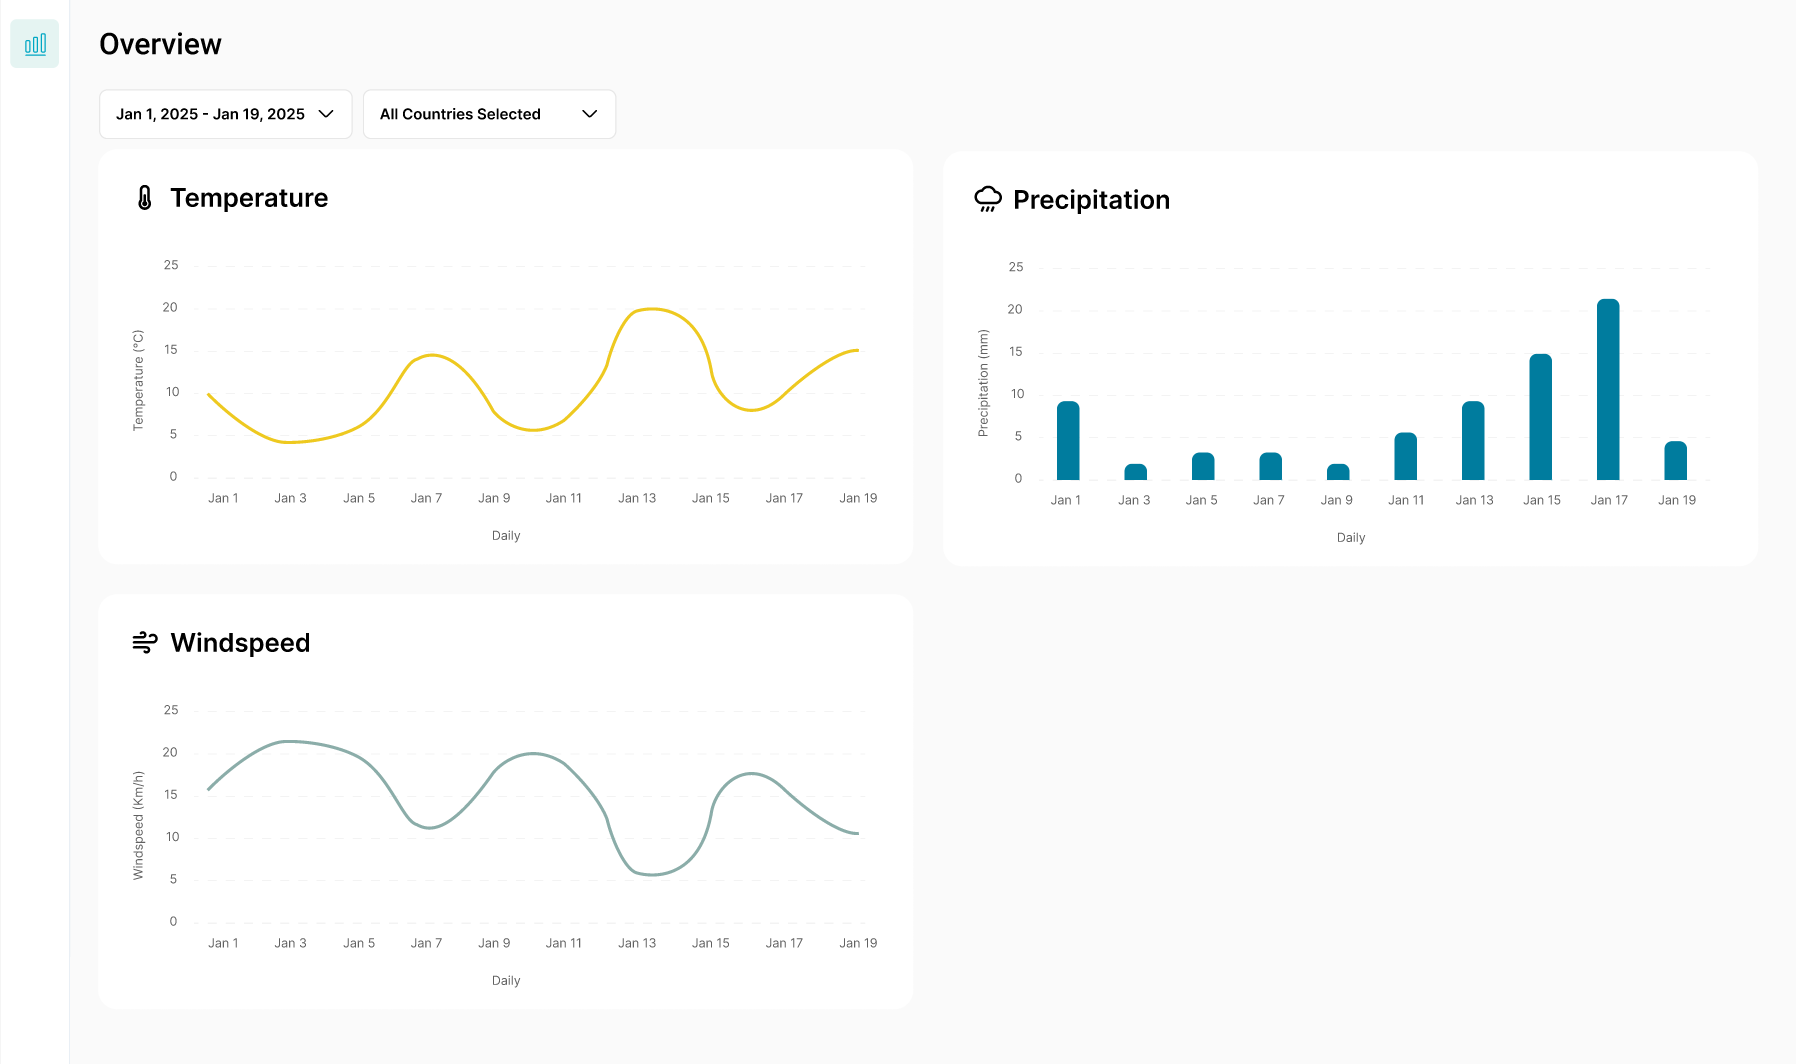 Overview
Jan 1, 2025 - Jan 19, 2025
All Countries Selected
Temperature
25
20
15
10
5
0
Temperature (°C)
Jan 1 Jan 3 Jan 5 Jan 7 Jan 9 Jan 11 Jan 13 Jan 15 Jan 17 Jan 19
Daily
Precipitation
25
20
15
10
5
0
Precipitation (mm)
Jan 1 Jan 3 Jan 5 Jan 7 Jan 9 Jan 11 Jan 13 Jan 15 Jan 17 Jan 19
Daily
Windspeed
25
20
15
10
5
0
Windspeed (Km/h)
Jan 1 Jan 3 Jan 5 Jan 7 Jan 9 Jan 11 Jan 13 Jan 15 Jan 17 Jan 19
Daily